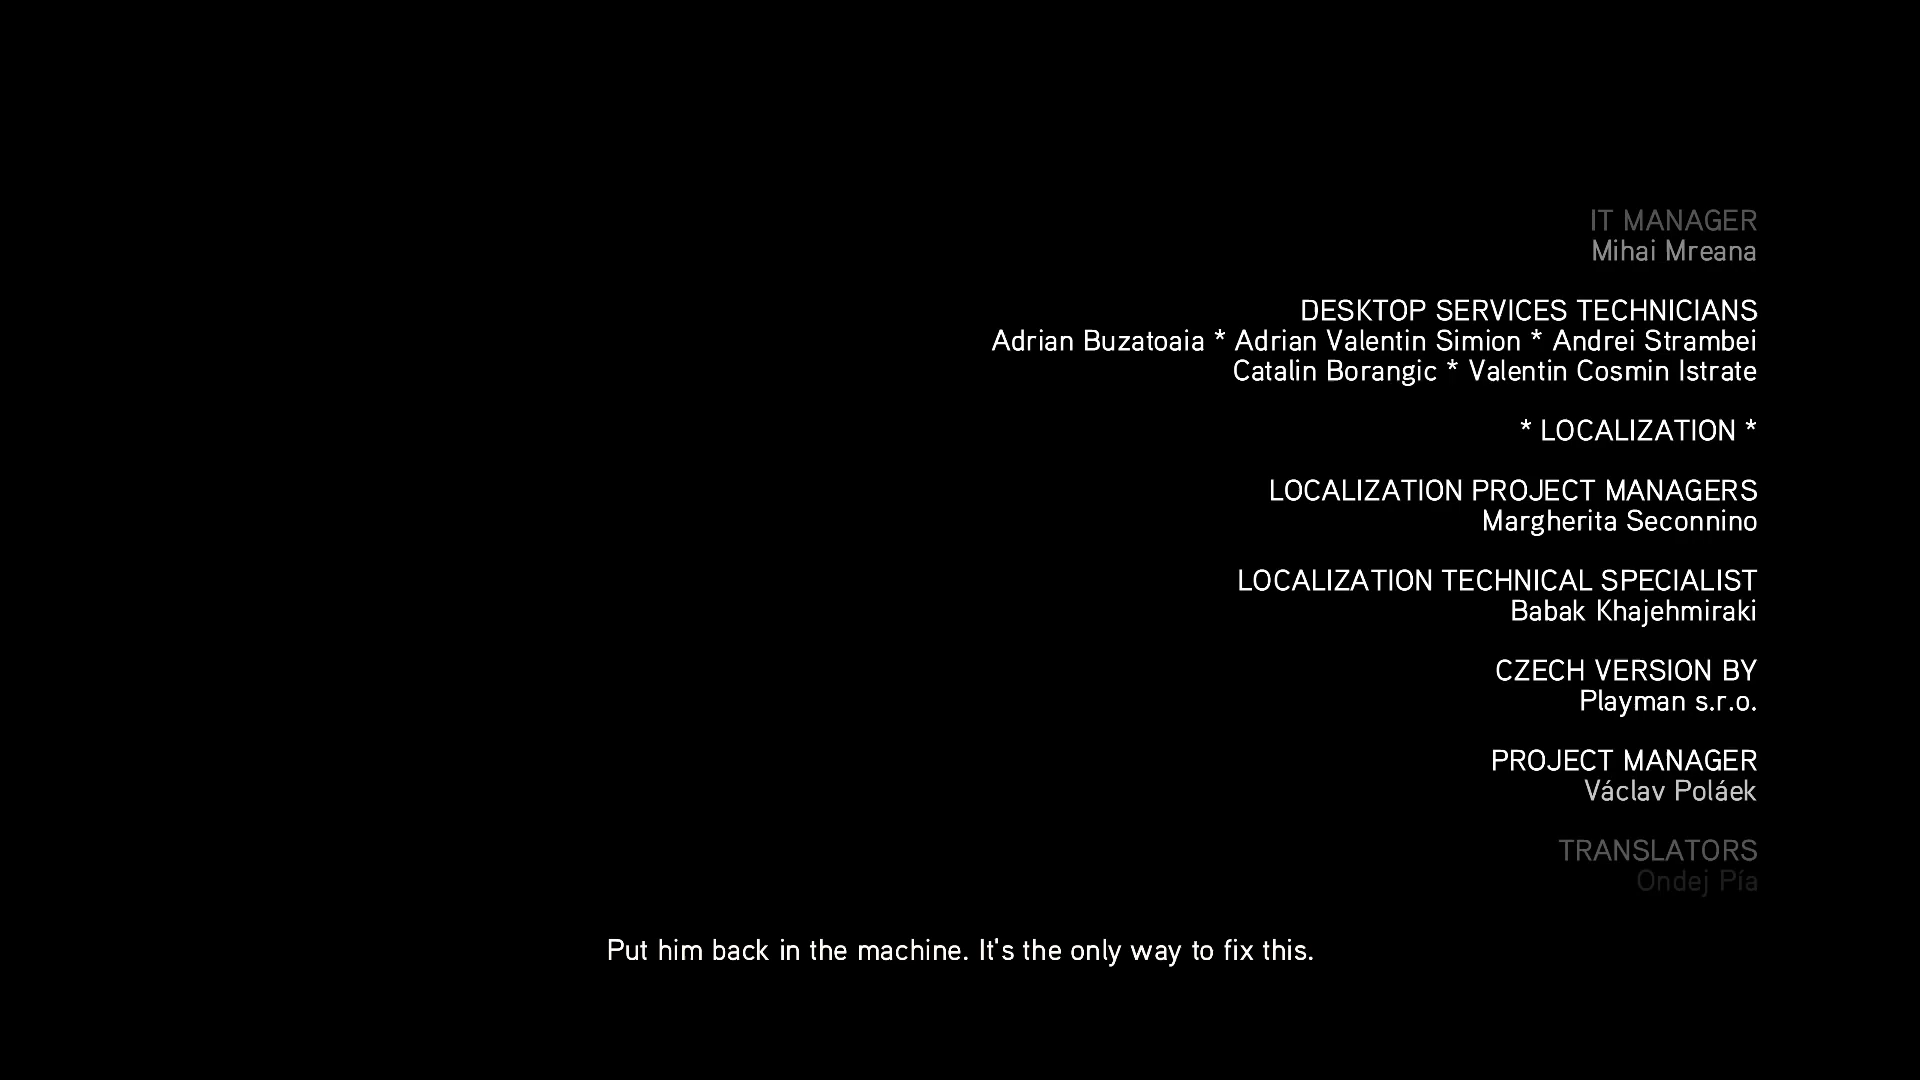 IT MANAGER
Mihai Mreana
DESKTOP SERVICES TECHNICIANS
Adrian Buzatoaia * Adrian Valentin Simion * Andrei Strambei
Catalin Borangic * Valentin Cosmin Istrate
* LOCALIZATION *
LOCALIZATION PROJECT MANAGERS
Margherita Seconnino
LOCALIZATION TECHNICAL SPECIALIST
Babak Khajehmiraki
CZECH VERSION BY
Playman s.r.o.
PROJECT MANAGER
Václav Poláek
TRANSLATORS
Ondej Pía
Put him back in the machine. It's the only way to fix this.